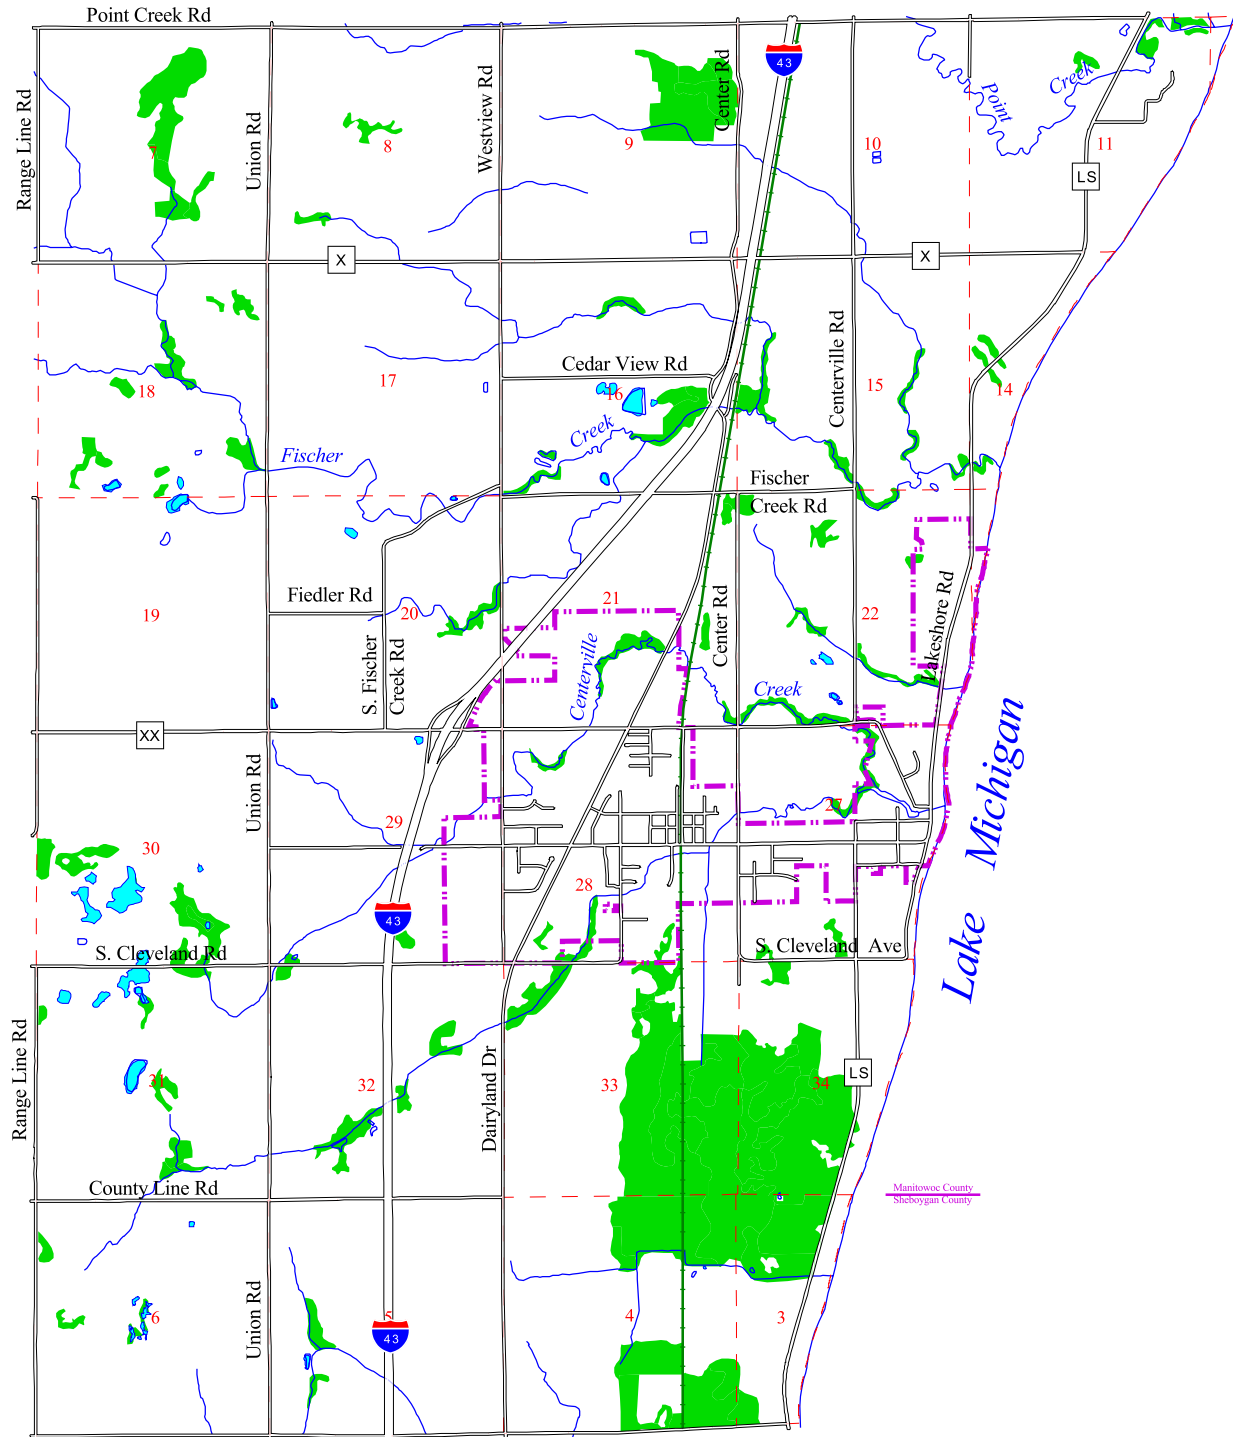 Point Creek Rd
43
Range Line Rd
Union Rd
Westview Rd
Center Rd
Point
Creek
7
8
9
10
11
LS
X
X
Cedar View Rd
Centerville Rd
18
17
16
15
14
Fischer
Creek
Fischer
Creek Rd
Fiedler Rd
19
20
21
22
S. Fischer
Creek Rd
Centerville
Center Rd
Creek
Lakeshore Rd
XX
Union Rd
Lake Michigan
30
29
28
27
43
S. Cleveland Rd
S. Cleveland Ave
Range Line Rd
Dairyland Dr
31
32
33
34
LS
County Line Rd
Manitowoc County
Sheboygan County
Union Rd
6
5
4
3
43